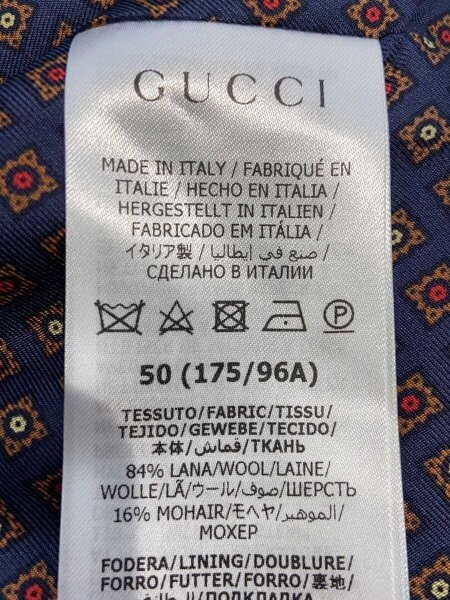 GUCCI
MADE IN ITALY / FABRIQUÉ EN
ITALIE / HECHO EN ITALIA /
HERGESTELLT IN ITALIEN /
FABRICADO EM ITÁLIA /
イタリア製 / صنع في إيطاليا /
СДЕЛАНО В ИТАЛИИ
P
50 (175/96A)
TESSUTO/FABRIC/TISSU/
TEJIDO/GEWEBE/TECIDO/
本体/قماش/ТКАНЬ
84% LANA/WOOL/LAINE/
WOLLE/LÃ/ウール/صوف/ШЕРСТЬ
16% MOHAIR/モヘヤ/الموهير/
МОХЕР
FODERA/LINING/DOUBLURE/
FORRO/FUTTER/FORRO/裏地/
البطانة/ПОДКЛАДКА